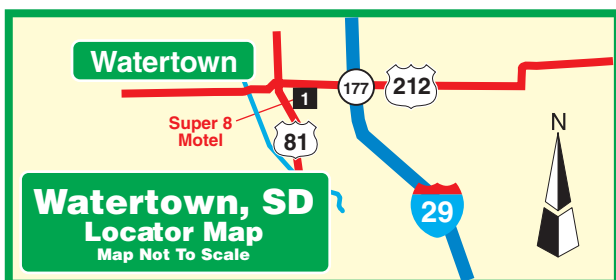 Watertown
177
212
1
Super 8
Motel
81
N
29
Watertown, SD
Locator Map
Map Not To Scale